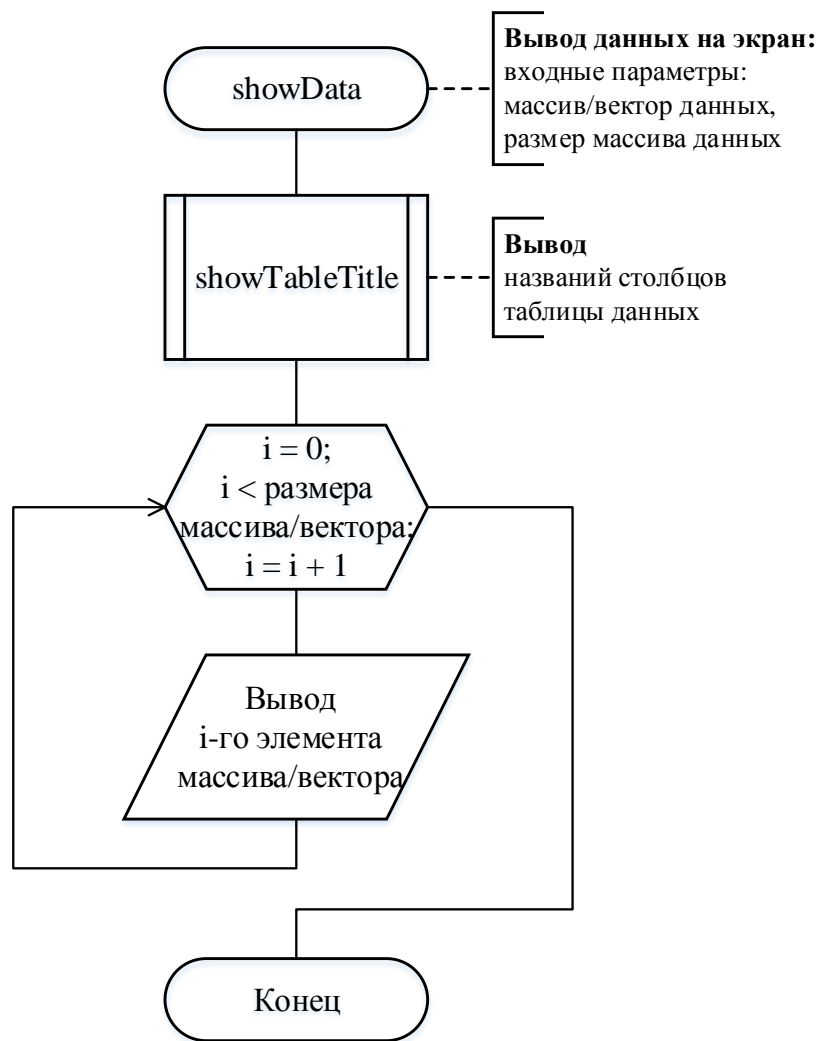 showData
Вывод данных на экран:
входные параметры:
массив/вектор данных,
размер массива данных
showTableTitle
Вывод
названий столбцов
таблицы данных
i = 0;
i < размера
массива/вектора;
i = i + 1
Вывод
i-го элемента
массива/вектора
Конец